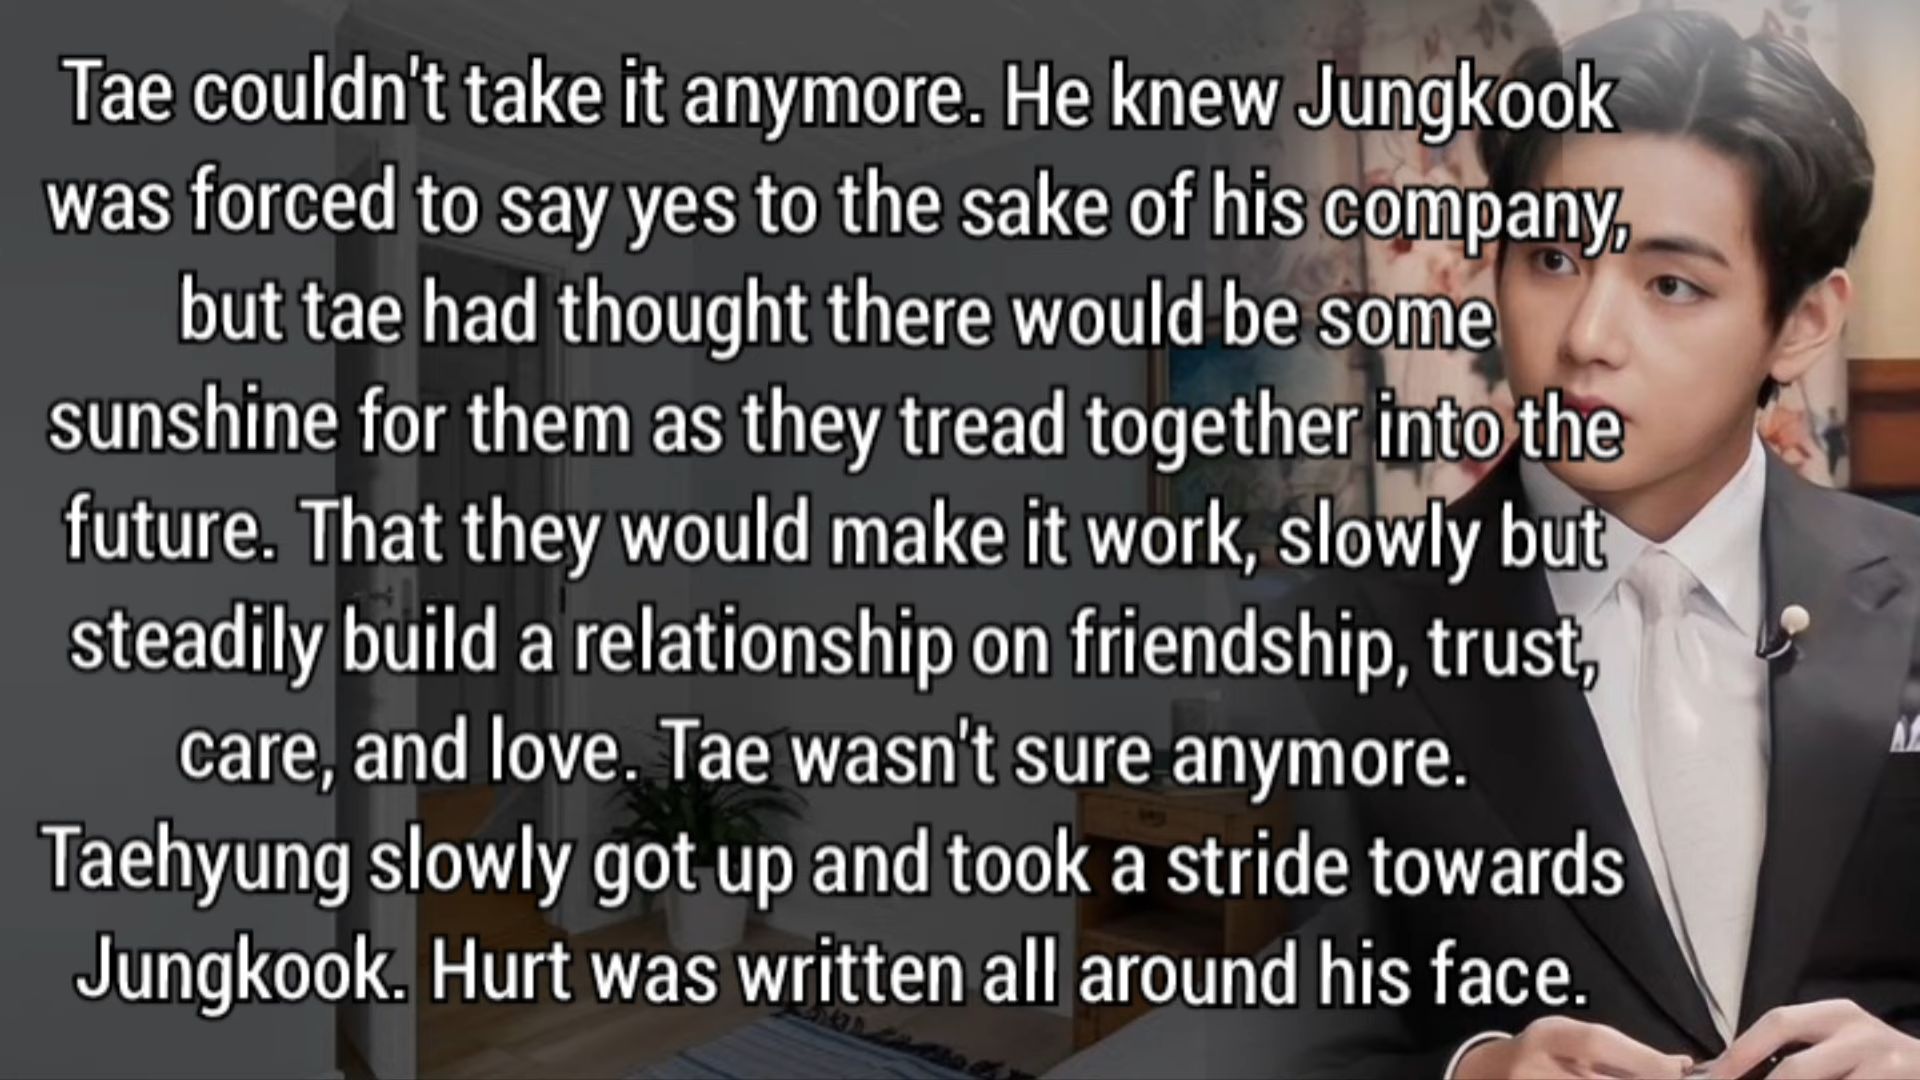 Tae couldn't take it anymore. He knew Jungkook
was forced to say yes to the sake of his company,
but tae had thought there would be some
sunshine for them as they tread together into the
future. That they would make it work, slowly but
steadily build a relationship on friendship, trust,
care, and love. Tae wasn't sure anymore.
Taehyung slowly got up and took a stride towards
Jungkook. Hurt was written all around his face.